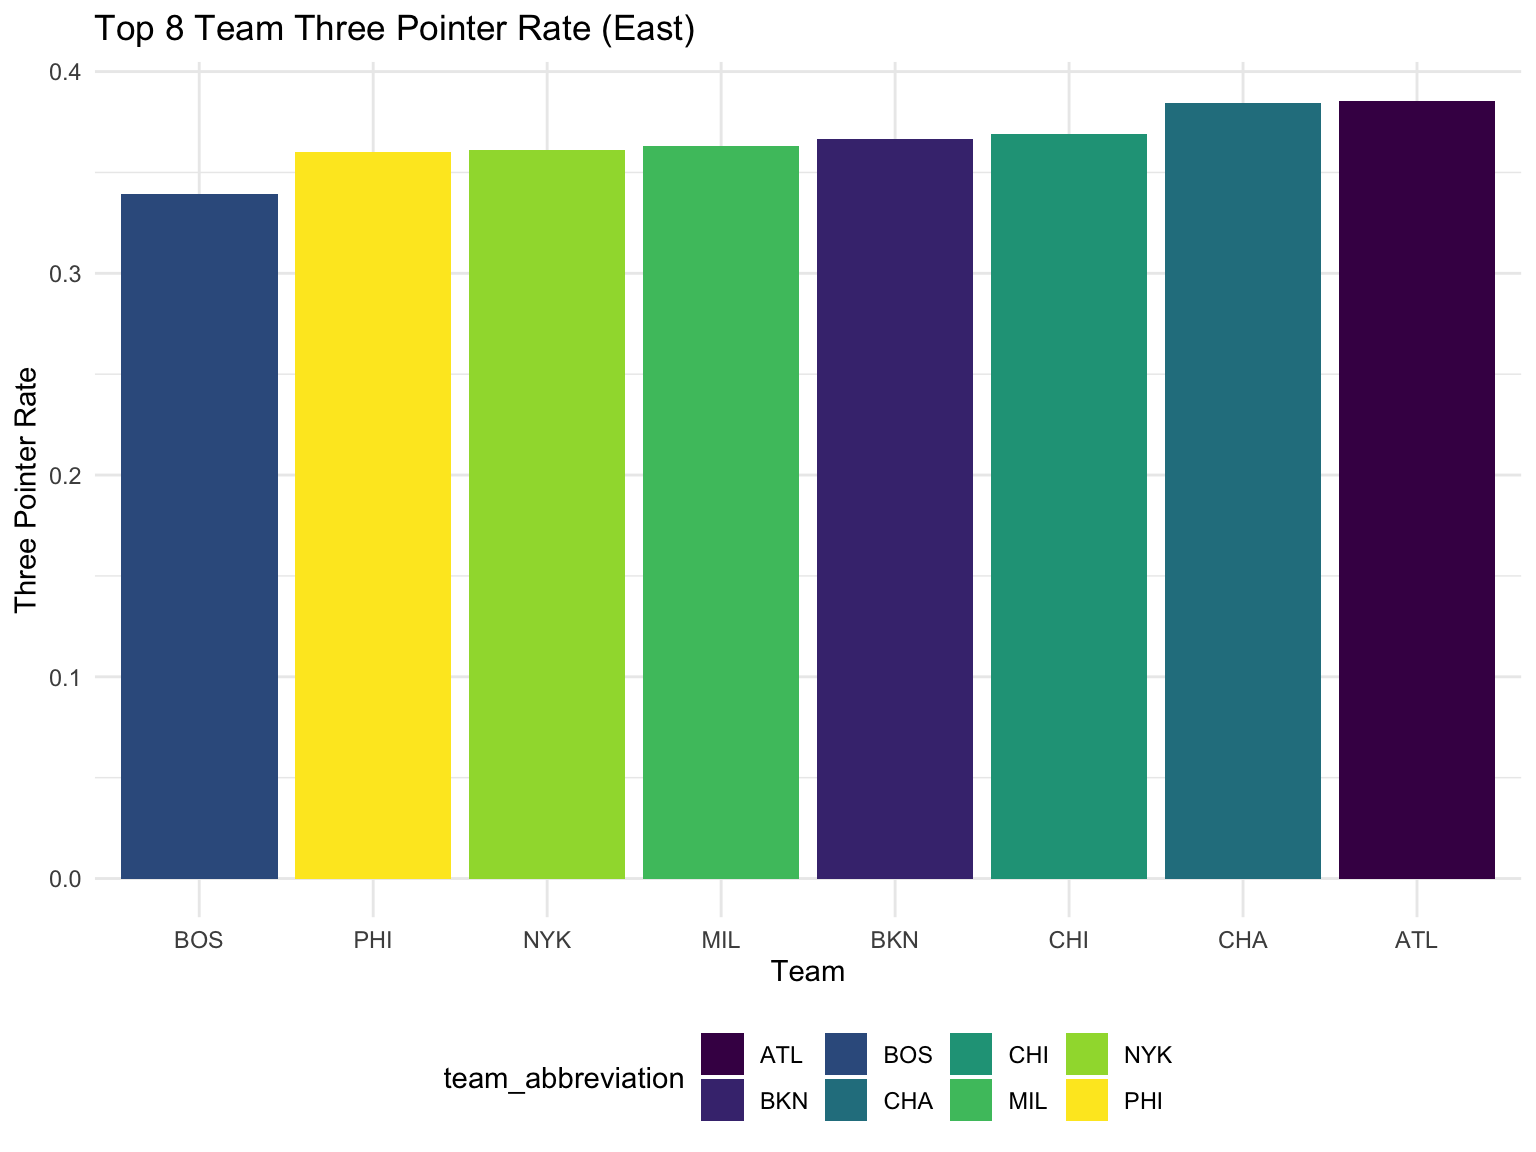 Top 8 Team Three Pointer Rate (East)
Three Pointer Rate
0.4
0.3
0.2
0.1
0.0
BOS PHI NYK MIL BKN CHI CHA ATL
Team
team_abbreviation
ATL BOS CHI NYK
BKN CHA MIL PHI